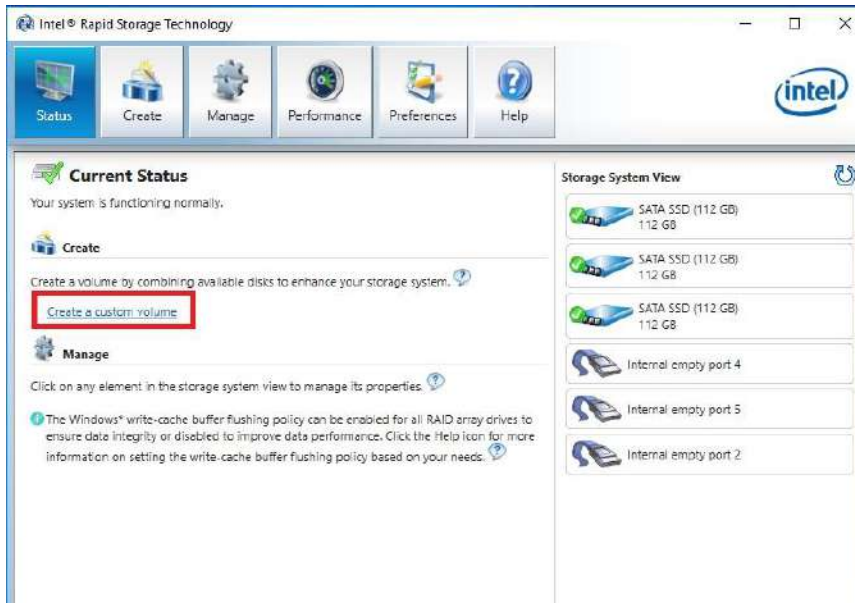 Intel® Rapid Storage Technology
Status
Create
Manage
Performance
Preferences
Help
intel
Current Status
Your system is functioning normally.
Create
Create a volume by combining available disks to enhance your storage system.
Create a custom volume
Manage
Click on any element in the storage system view to manage its properties.
The Windows* write-cache buffer flushing policy can be enabled for all RAID array drives to
ensure data integrity or disabled to improve data performance. Click the Help icon for more
information on setting the write-cache buffer flushing policy based on your needs.
Storage System View
SATA SSD (112 GB)
112 GB
SATA SSD (112 GB)
112 GB
SATA SSD (112 GB)
112 GB
Internal empty port 4
Internal empty port 5
Internal empty port 2